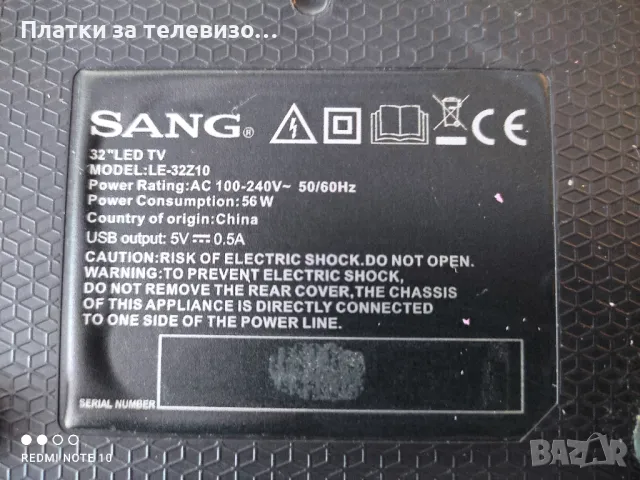 Платки за телевизо...
SANG®
32"LED TV
MODEL:LE-32Z10
Power Rating:AC 100-240V~ 50/60Hz
Power Consumption:56W
Country of origin:China
USB output: 5V⎓0.5A
CAUTION:RISK OF ELECTRIC SHOCK.DO NOT OPEN.
WARNING:TO PREVENT ELECTRIC SHOCK,
DO NOT REMOVE THE REAR COVER,THE CHASSIS
OF THIS APPLIANCE IS DIRECTLY CONNECTED
TO ONE SIDE OF THE POWER LINE.
SERIAL NUMBER
REDMI NOTE 10
BAZAR